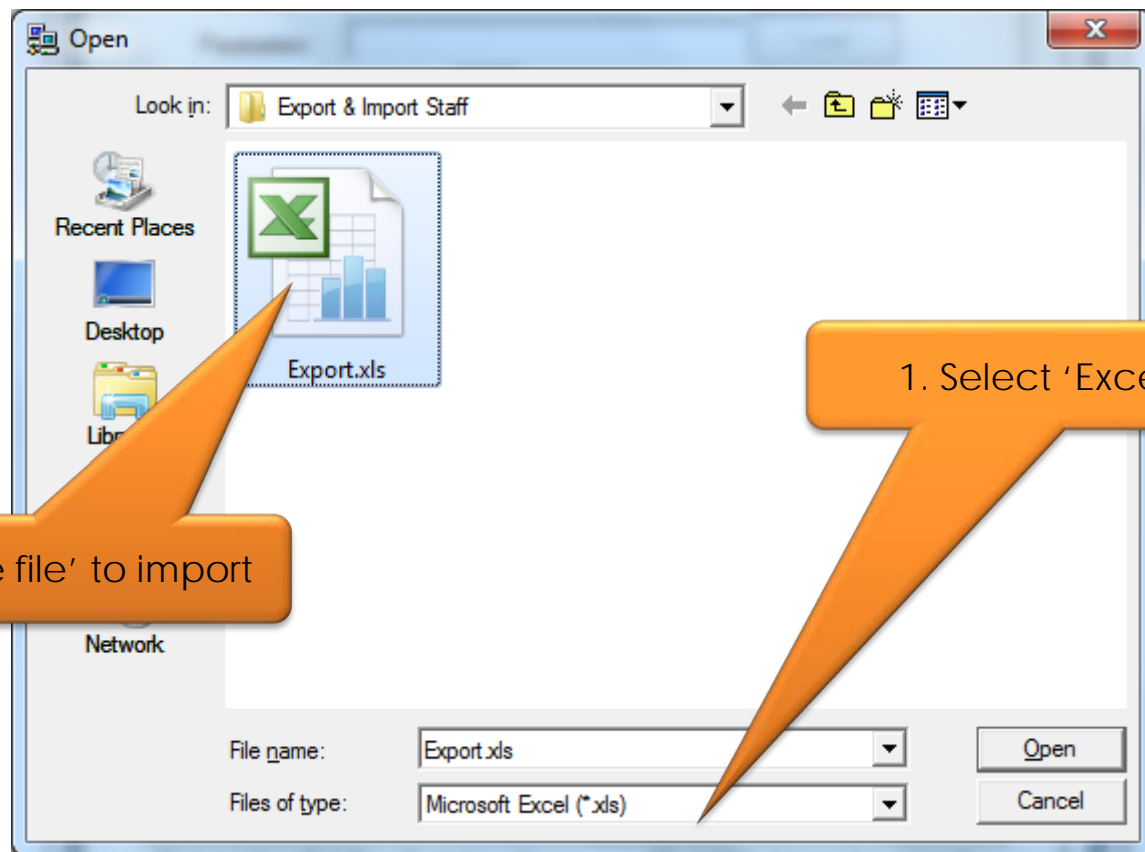 Open
Look in:
Export & Import Staff
Recent Places
Desktop
Export.xls
1. Select ‘Exce
file’ to import
Network
File name:
Export.xls
Open
Files of type:
Microsoft Excel (*.xls)
Cancel